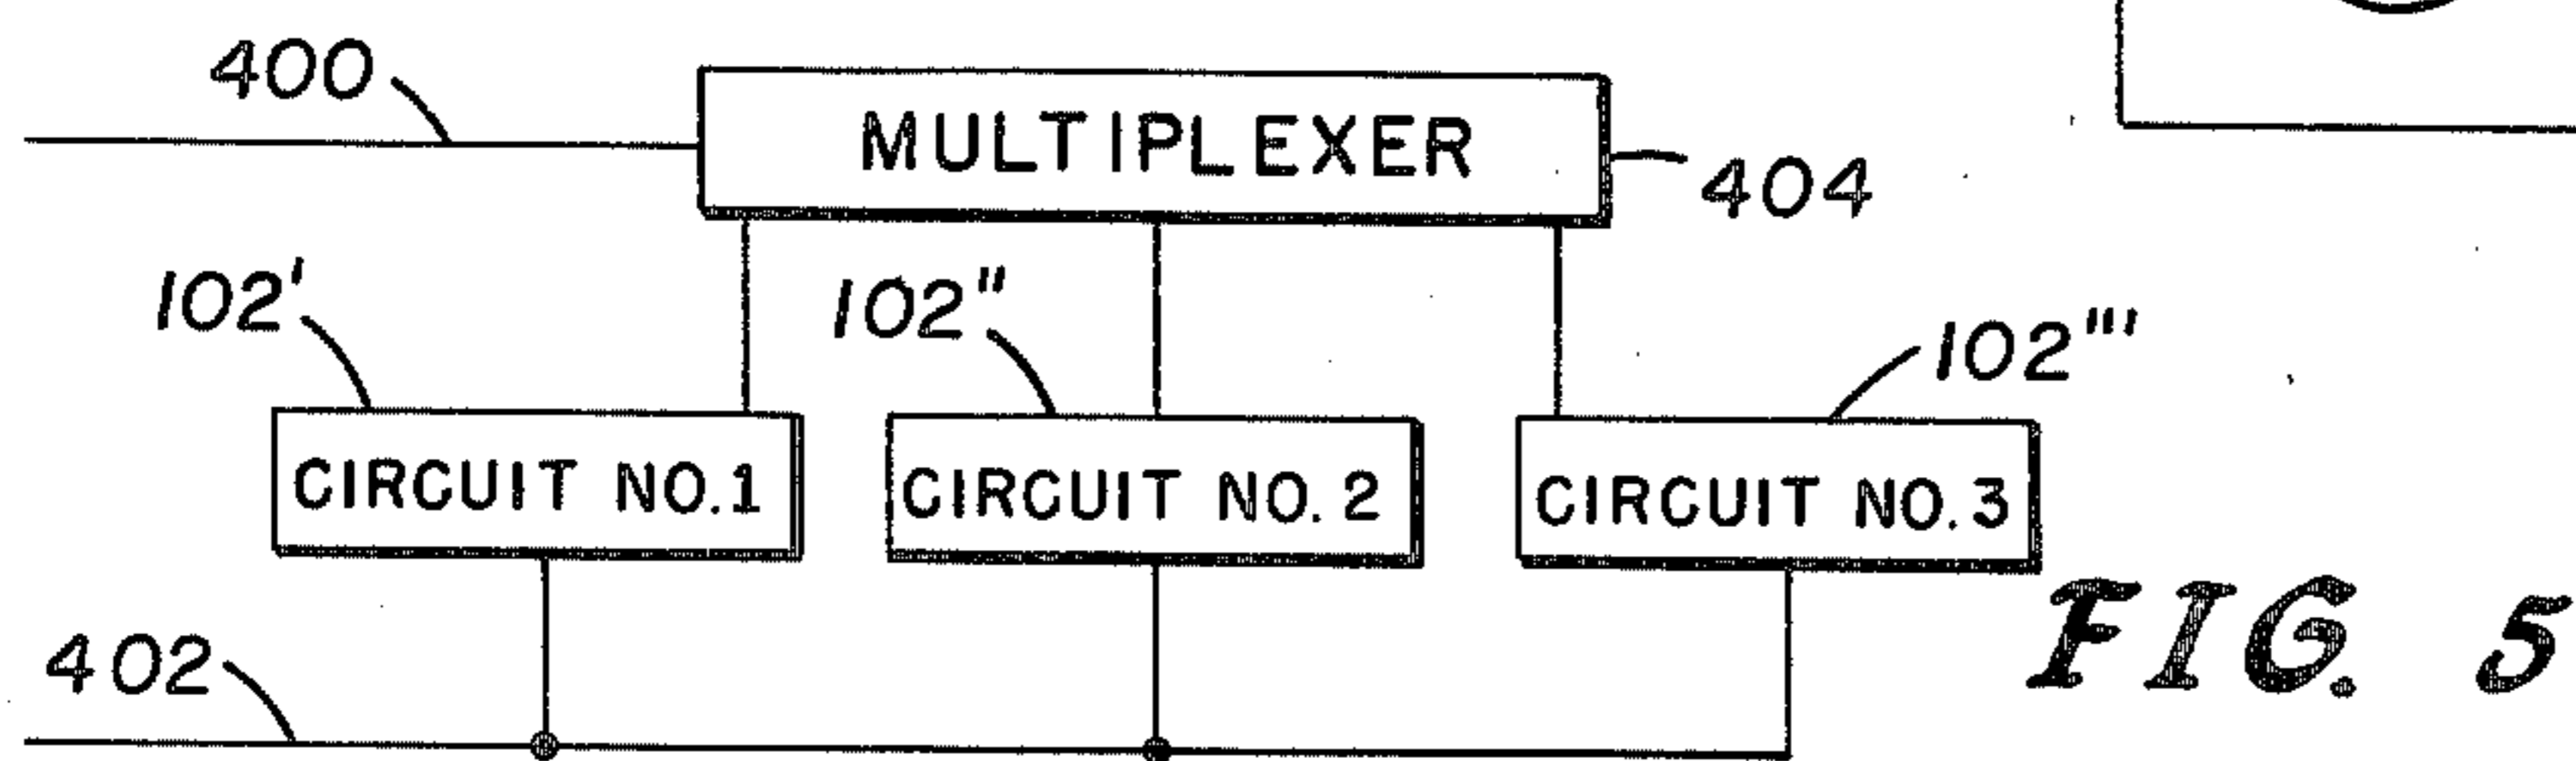 400
MULTIPLEXER
404
102'
102"
102"'
CIRCUIT NO.1
CIRCUIT NO. 2
CIRCUIT NO. 3
402
FIG. 5